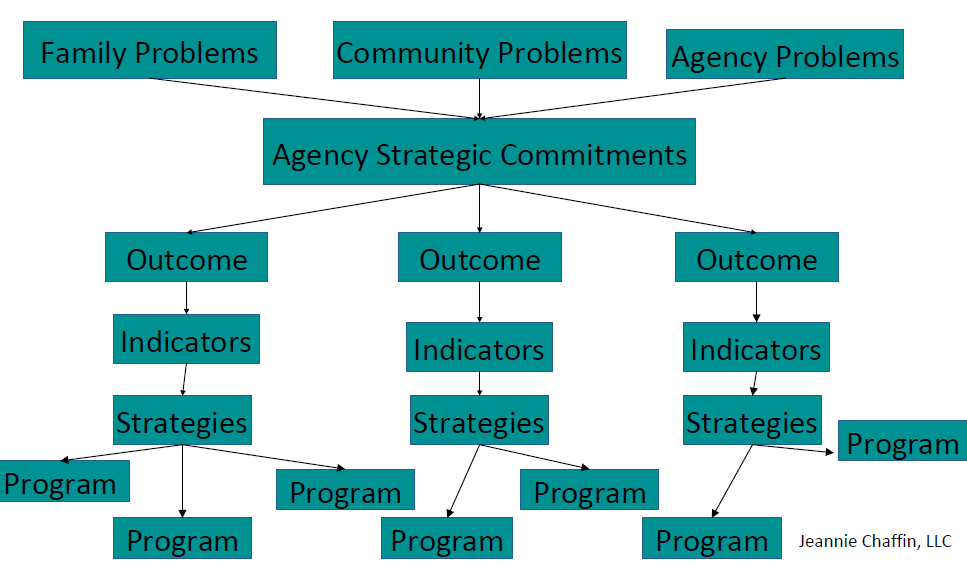 Family Problems
Community Problems
Agency Problems
Agency Strategic Commitments
Outcome
Outcome
Outcome
Indicators
Indicators
Indicators
Strategies
Strategies
Strategies
Program
Program
Program
Program
Program
Program
Program
Jeannie Chaffin, LLC